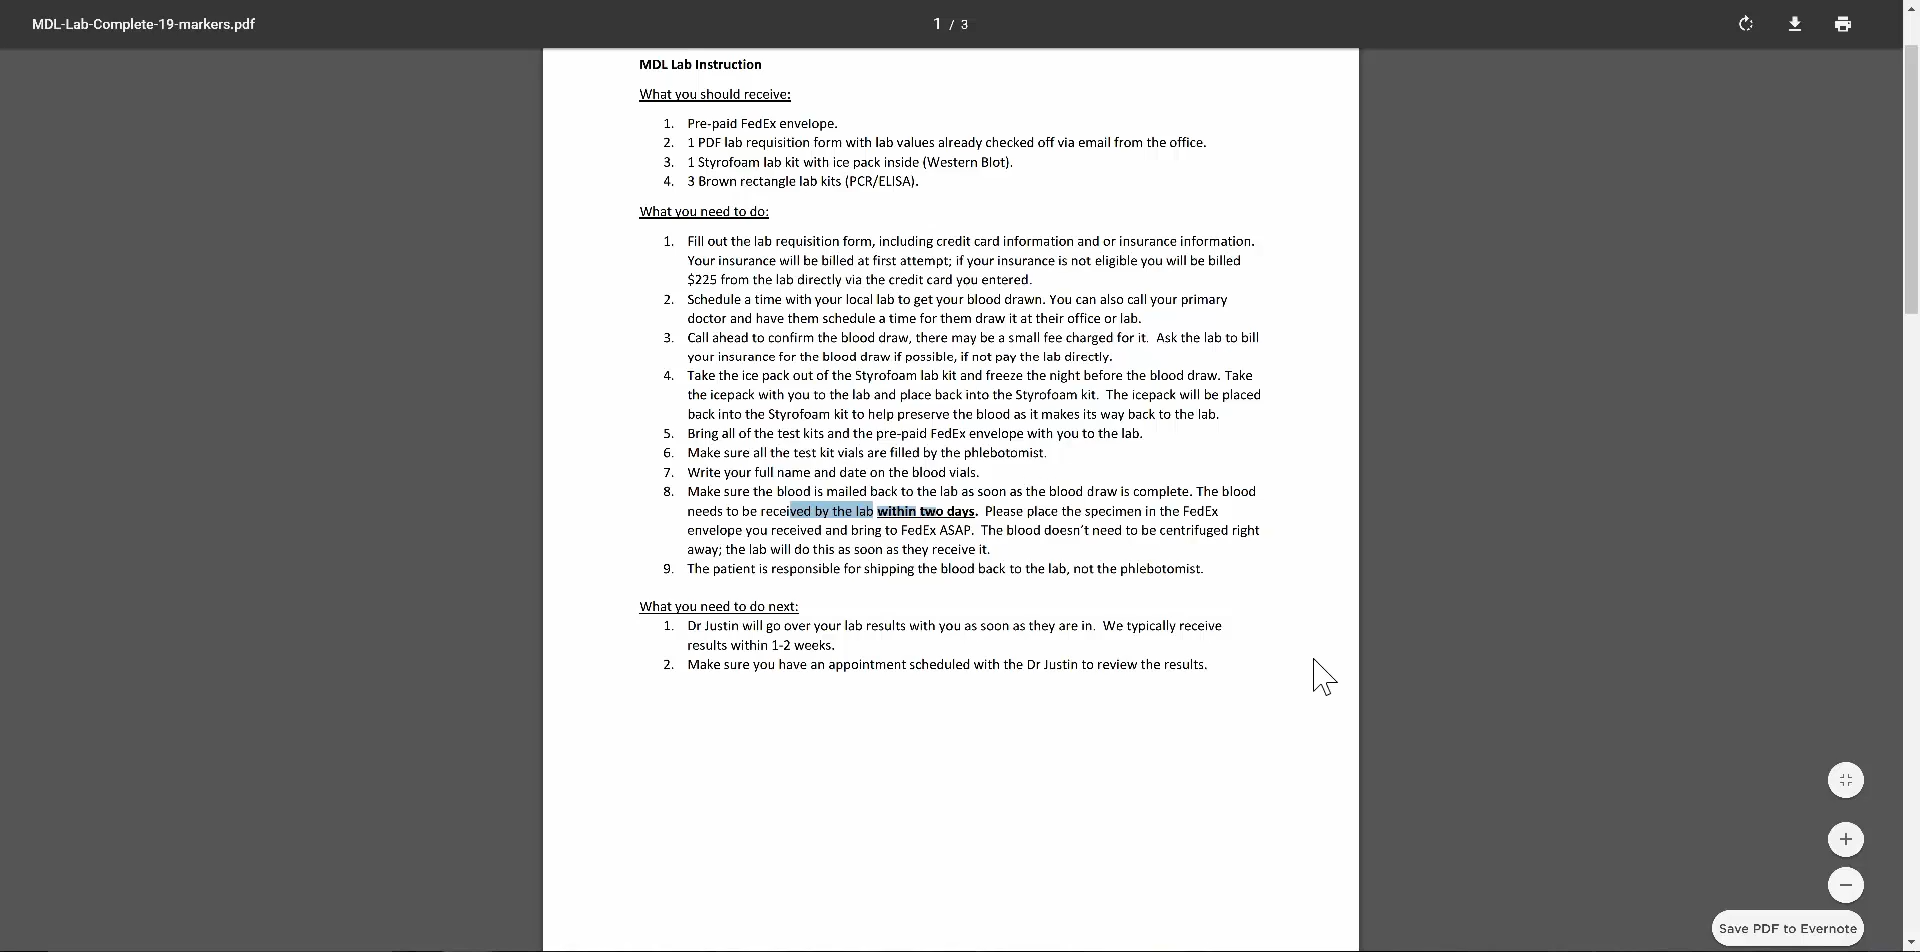 MDL-Lab-Complete-19-markers.pdf
1 / 3
MDL Lab Instruction
What you should receive:
1. Pre-paid FedEx envelope.
2. 1 PDF lab requisition form with lab values already checked off via email from the office.
3. 1 Styrofoam lab kit with ice pack inside (Western Blot).
4. 3 Brown rectangle lab kits (PCR/ELISA).
What you need to do:
1. Fill out the lab requisition form, including credit card information and or insurance information.
Your insurance will be billed at first attempt; if your insurance is not eligible you will be billed
$225 from the lab directly via the credit card you entered.
2. Schedule a time with your local lab to get your blood drawn. You can also call your primary
doctor and have them schedule a time for them draw it at their office or lab.
3. Call ahead to confirm the blood draw, there may be a small fee charged for it. Ask the lab to bill
your insurance for the blood draw if possible, if not pay the lab directly.
4. Take the ice pack out of the Styrofoam lab kit and freeze the night before the blood draw. Take
the icepack with you to the lab and place back into the Styrofoam kit. The icepack will be placed
back into the Styrofoam kit to help preserve the blood as it makes its way back to the lab.
5. Bring all of the test kits and the pre-paid FedEx envelope with you to the lab.
6. Make sure all the test kit vials are filled by the phlebotomist.
7. Write your full name and date on the blood vials.
8. Make sure the blood is mailed back to the lab as soon as the blood draw is complete. The blood
needs to be received by the lab within two days. Please place the specimen in the FedEx
envelope you received and bring to FedEx ASAP. The blood doesn't need to be centrifuged right
away; the lab will do this as soon as they receive it.
9. The patient is responsible for shipping the blood back to the lab, not the phlebotomist.
What you need to do next:
1. Dr Justin will go over your lab results with you as soon as they are in. We typically receive
results within 1-2 weeks.
2. Make sure you have an appointment scheduled with the Dr Justin to review the results.
Save PDF to Evernote